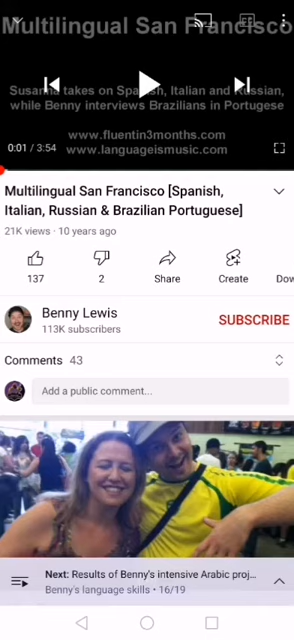 Multilingual San Francisco
Susanna takes on Spanish, Italian and Russian,
while Benny interviews Brazilians in Portugese
www.fluentin3months.com
0:01 / 3:54
www.languageismusic.com
Multilingual San Francisco [Spanish,
Italian, Russian & Brazilian Portuguese]
21K views · 10 years ago
137
2
Share
Create
Dow
Benny Lewis
113K subscribers
SUBSCRIBE
Comments 43
Add a public comment...
Next: Results of Benny's intensive Arabic proj...
Benny's language skills • 16/19